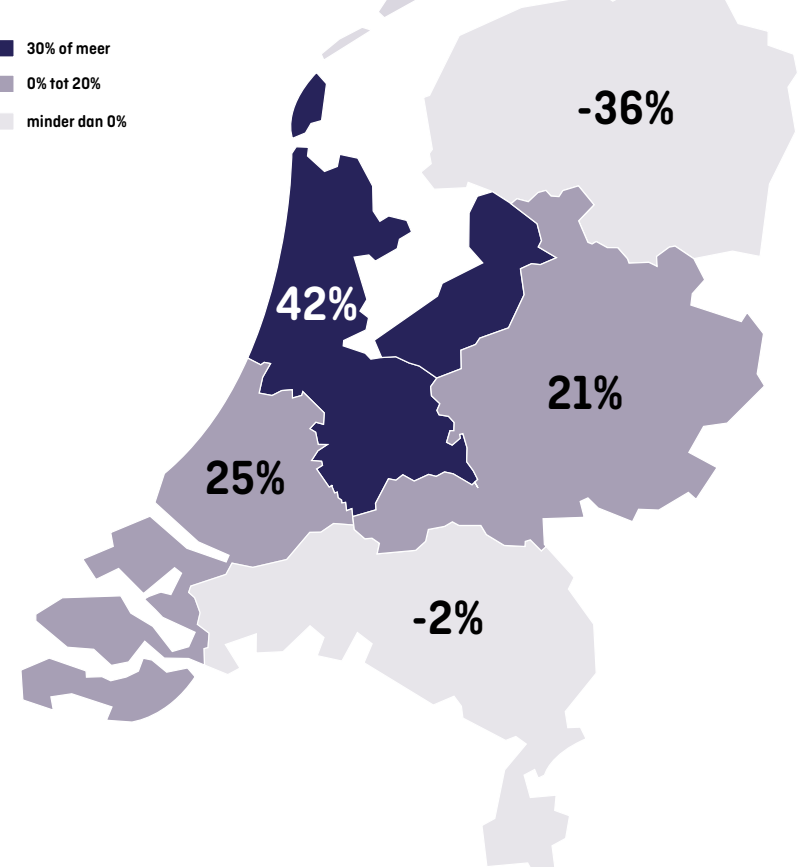 30% of meer
0% tot 20%
minder dan 0%
-36%
42%
21%
25%
-2%